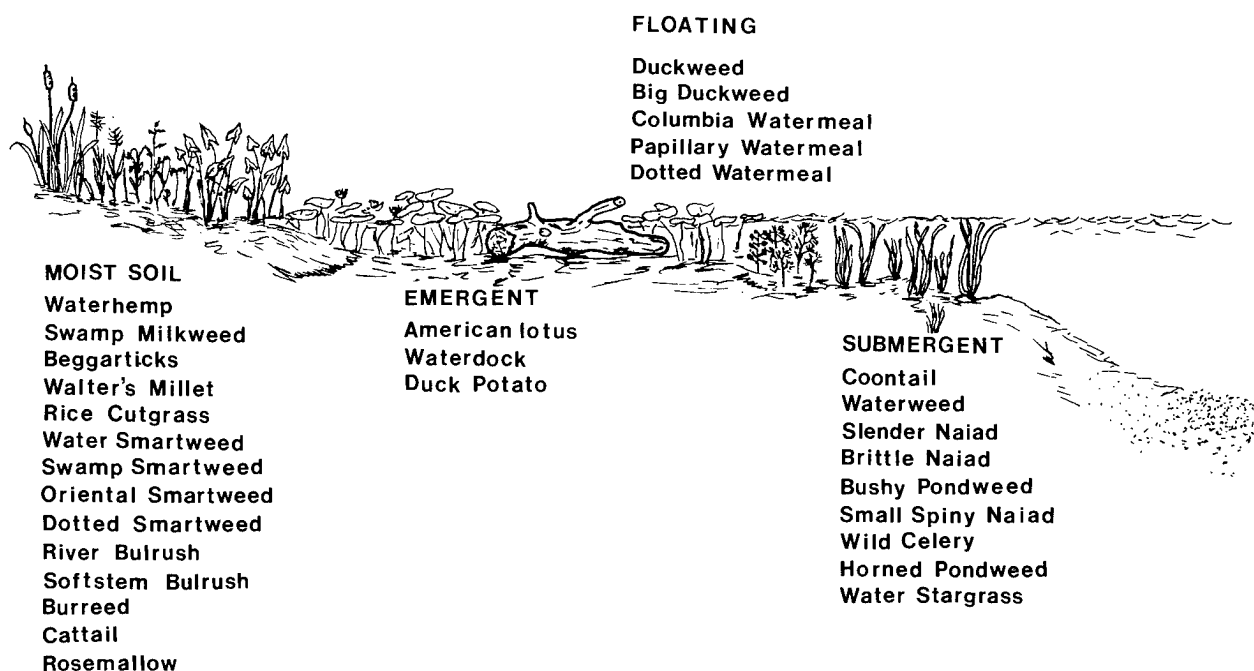 FLOATING
Duckweed
Big Duckweed
Columbia Watermeal
Papillary Watermeal
Dotted Watermeal
MOIST SOIL
Waterhemp
Swamp Milkweed
Beggarticks
Walter's Millet
Rice Cutgrass
Water Smartweed
Swamp Smartweed
Oriental Smartweed
Dotted Smartweed
River Bulrush
Softstem Bulrush
Burreed
Cattail
Rosemallow
EMERGENT
American lotus
Waterdock
Duck Potato
SUBMERGENT
Coontail
Waterweed
Slender Naiad
Brittle Naiad
Bushy Pondweed
Small Spiny Naiad
Wild Celery
Horned Pondweed
Water Stargrass